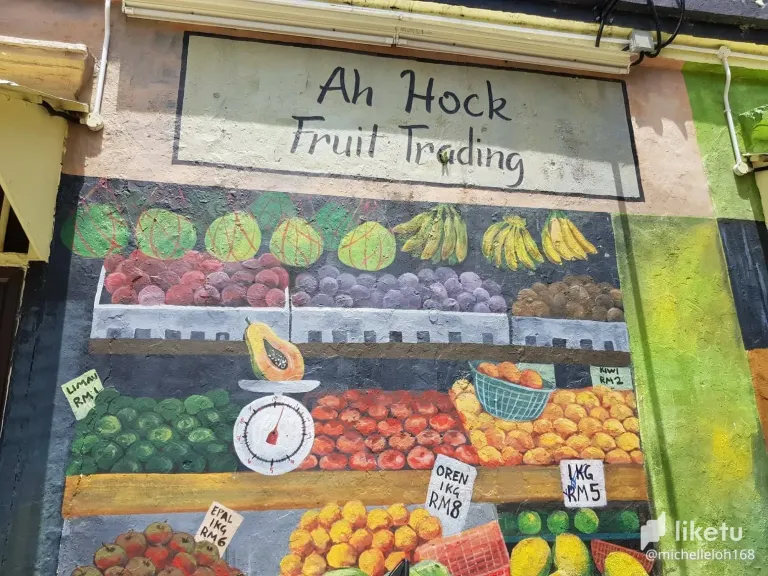 Ah Hock
Fruit Trading
KIWI
RM2
LIMAU
RM1
OREN
1KG
RM8
1KG
RM5
EPAL
1KG
RM6
liketu
@michelleloh168